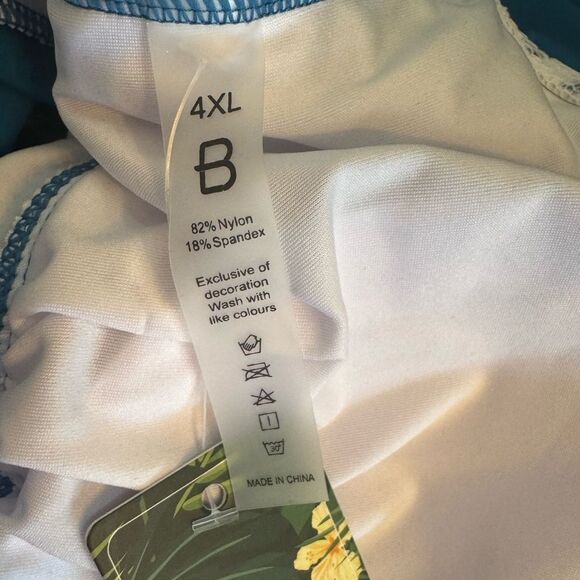 4XL
B
82% Nylon
18% Spandex
Exclusive of
decoration
Wash with
like colours
30°
MADE IN CHINA